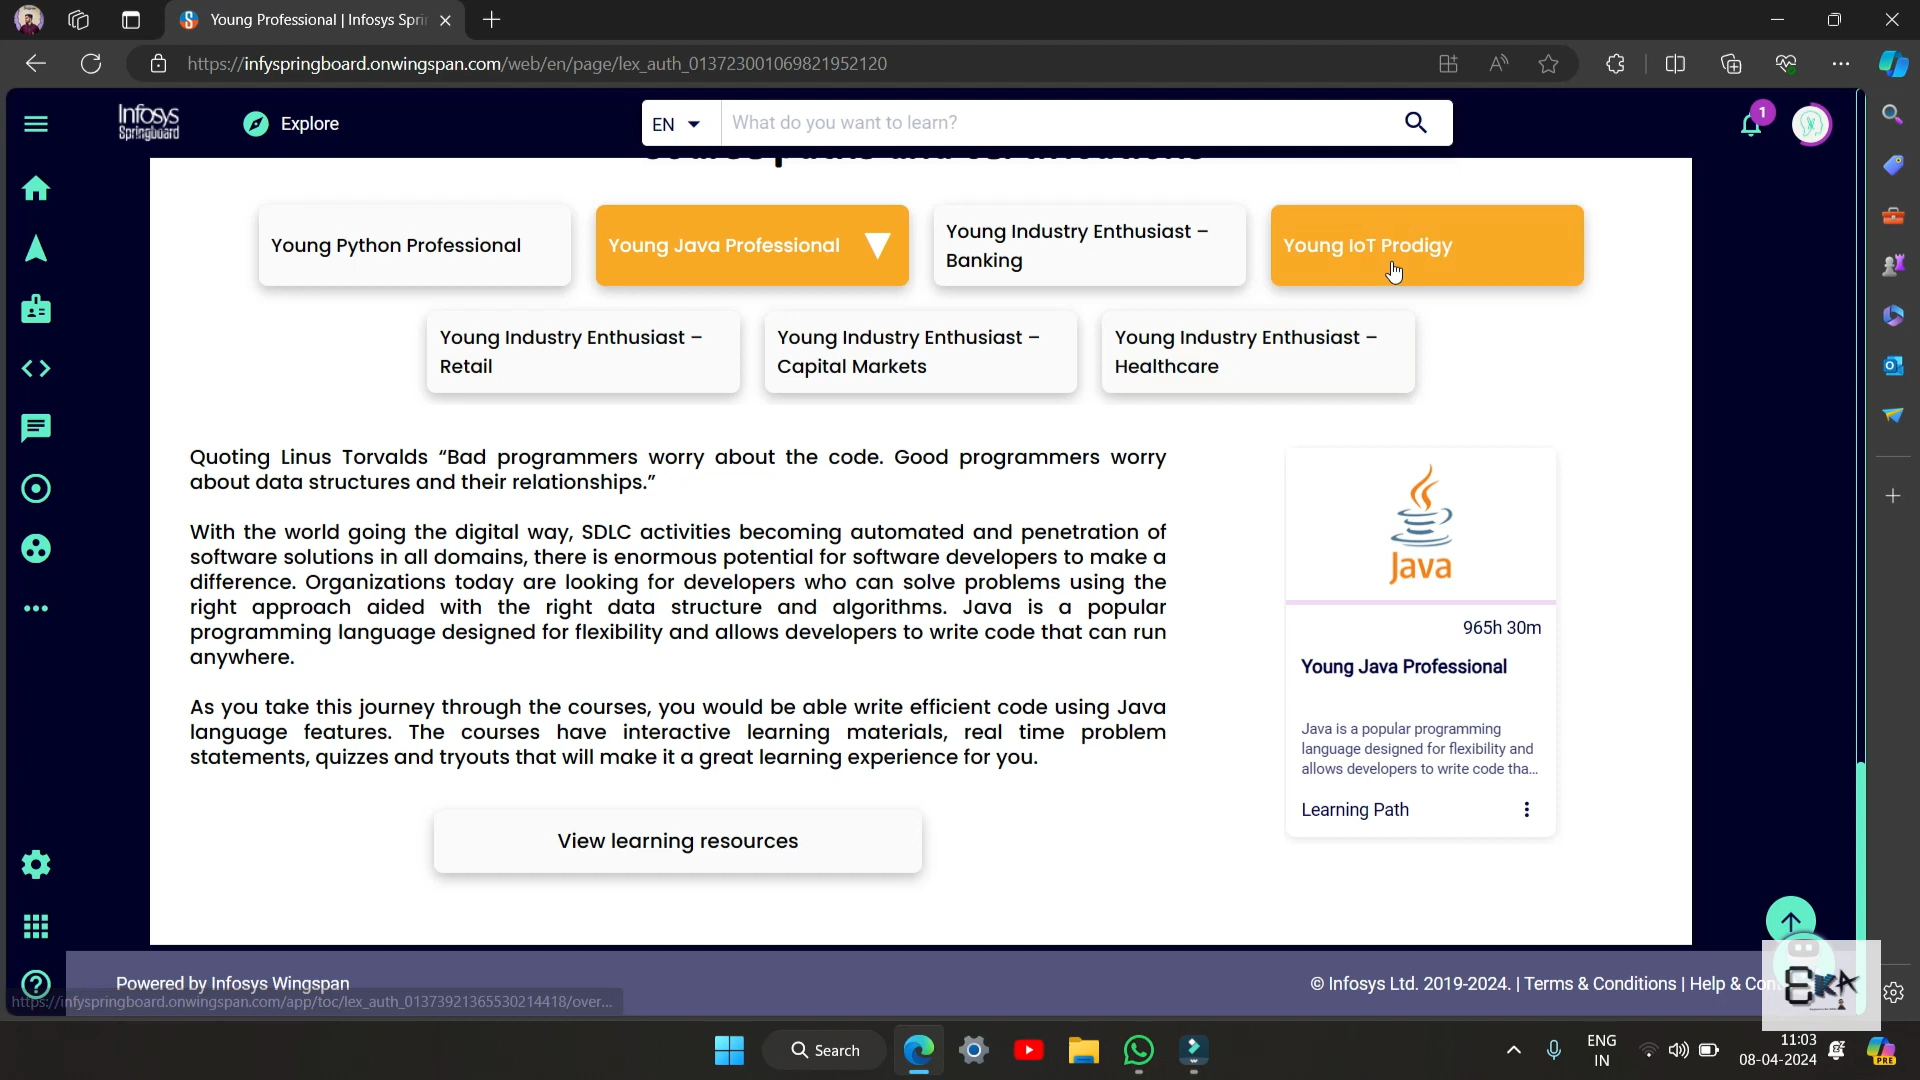 Young Professional | Infosys Spri
https://infyspringboard.onwingspan.com/web/en/page/lex_auth_013723001069821952120
Infosys
Springboard
Explore
EN
What do you want to learn?
1
Young Python Professional
Young Java Professional
Young Industry Enthusiast –
Banking
Young IoT Prodigy
Young Industry Enthusiast –
Retail
Young Industry Enthusiast –
Capital Markets
Young Industry Enthusiast –
Healthcare
Quoting Linus Torvalds “Bad programmers worry about the code. Good programmers worry
about data structures and their relationships.”
With the world going the digital way, SDLC activities becoming automated and penetration of
software solutions in all domains, there is enormous potential for software developers to make a
difference. Organizations today are looking for developers who can solve problems using the
right approach aided with the right data structure and algorithms. Java is a popular
programming language designed for flexibility and allows developers to write code that can run
anywhere.
As you take this journey through the courses, you would be able write efficient code using Java
language features. The courses have interactive learning materials, real time problem
statements, quizzes and tryouts that will make it a great learning experience for you.
View learning resources
Java
965h 30m
Young Java Professional
Java is a popular programming
language designed for flexibility and
allows developers to write code tha...
Learning Path
Powered by Infosys Wingspan
© Infosys Ltd. 2019-2024. | Terms & Conditions | Help & Con
https://infyspringboard.onwingspan.com/app/toc/lex_auth_01373921365530214418/over...
Search
ENG
IN
11:03
08-04-2024
PRE